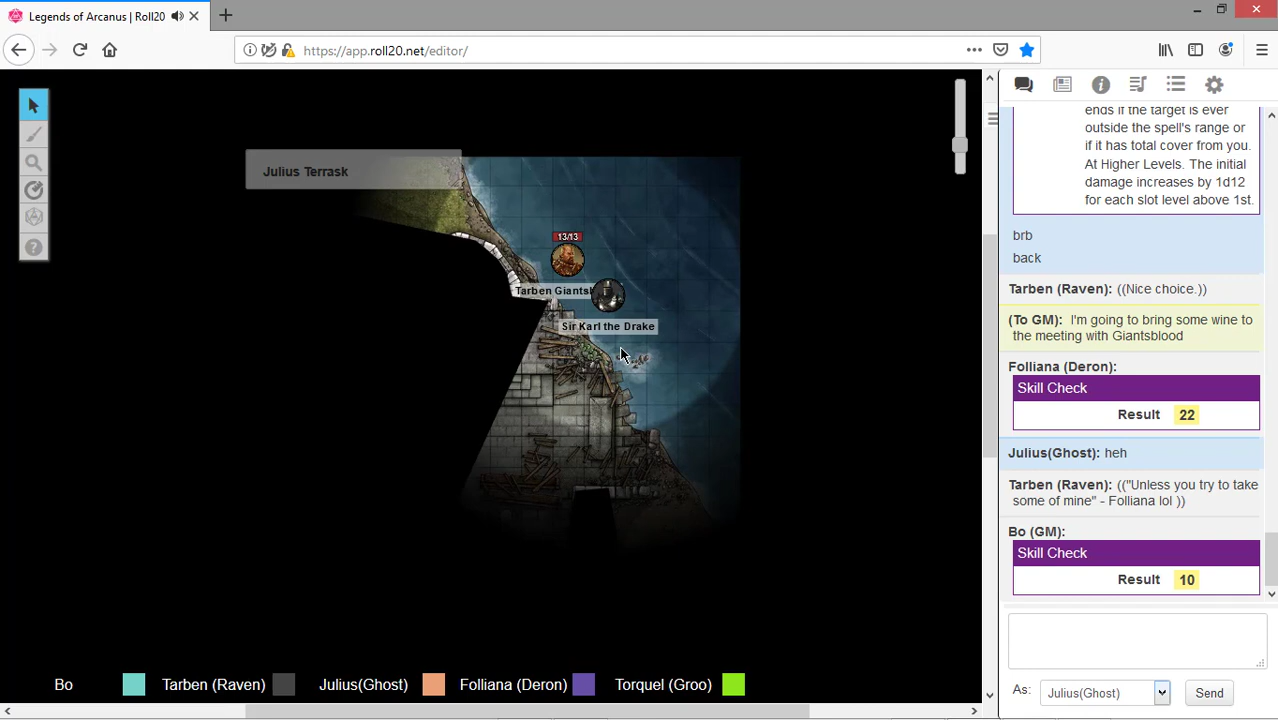 Legends of Arcanus | Roll20
https://app.roll20.net/editor/
Julius Terrask
13/13
Tarben Giantsb
Sir Karl the Drake
ends if the target is ever
outside the spell's range or
if it has total cover from you.
At Higher Levels. The initial
damage increases by 1d12
for each slot level above 1st.
brb
back
Tarben (Raven): ((Nice choice.))
(To GM): I'm going to bring some wine to
the meeting with Giantsblood
Folliana (Deron):
Skill Check
Result 22
Julius(Ghost): heh
Tarben (Raven): (("Unless you try to take
some of mine" - Folliana lol ))
Bo (GM):
Skill Check
Result 10
As: Julius(Ghost) Send
Bo Tarben (Raven) Julius(Ghost) Folliana (Deron) Torquel (Groo)